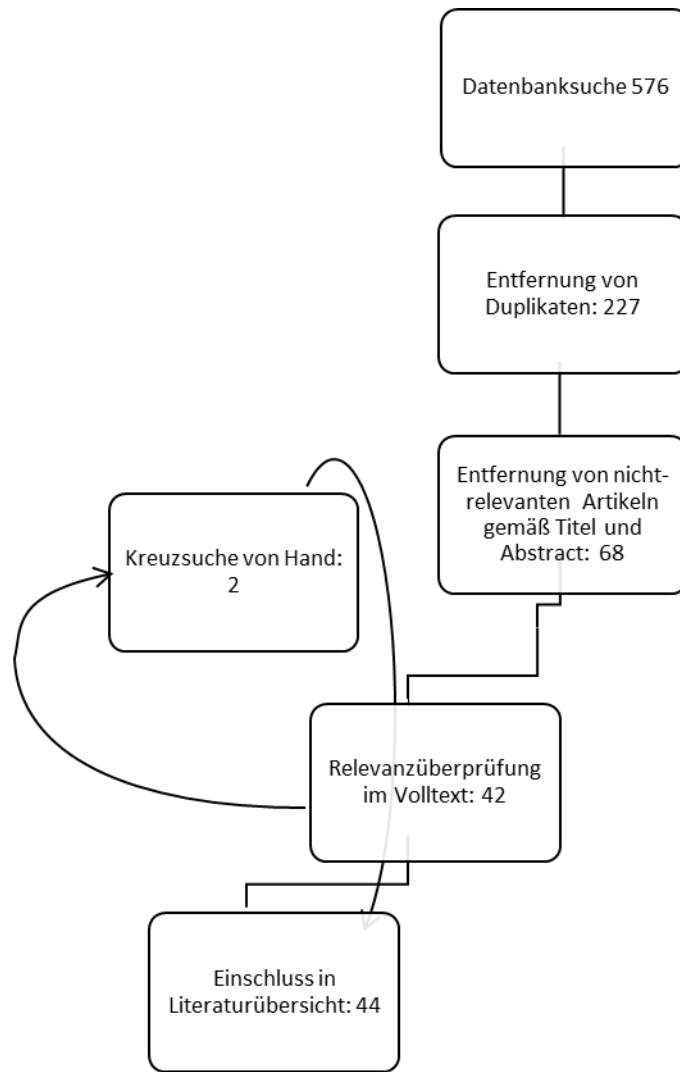 Datenbanksuche 576
Entfernung von
Duplikaten: 227
Entfernung von nicht-
relevanten Artikeln
gemäß Titel und
Abstract: 68
Kreuzsuche von Hand:
2
Relevanzüberprüfung
im Volltext: 42
Einschluss in
Literaturübersicht: 44